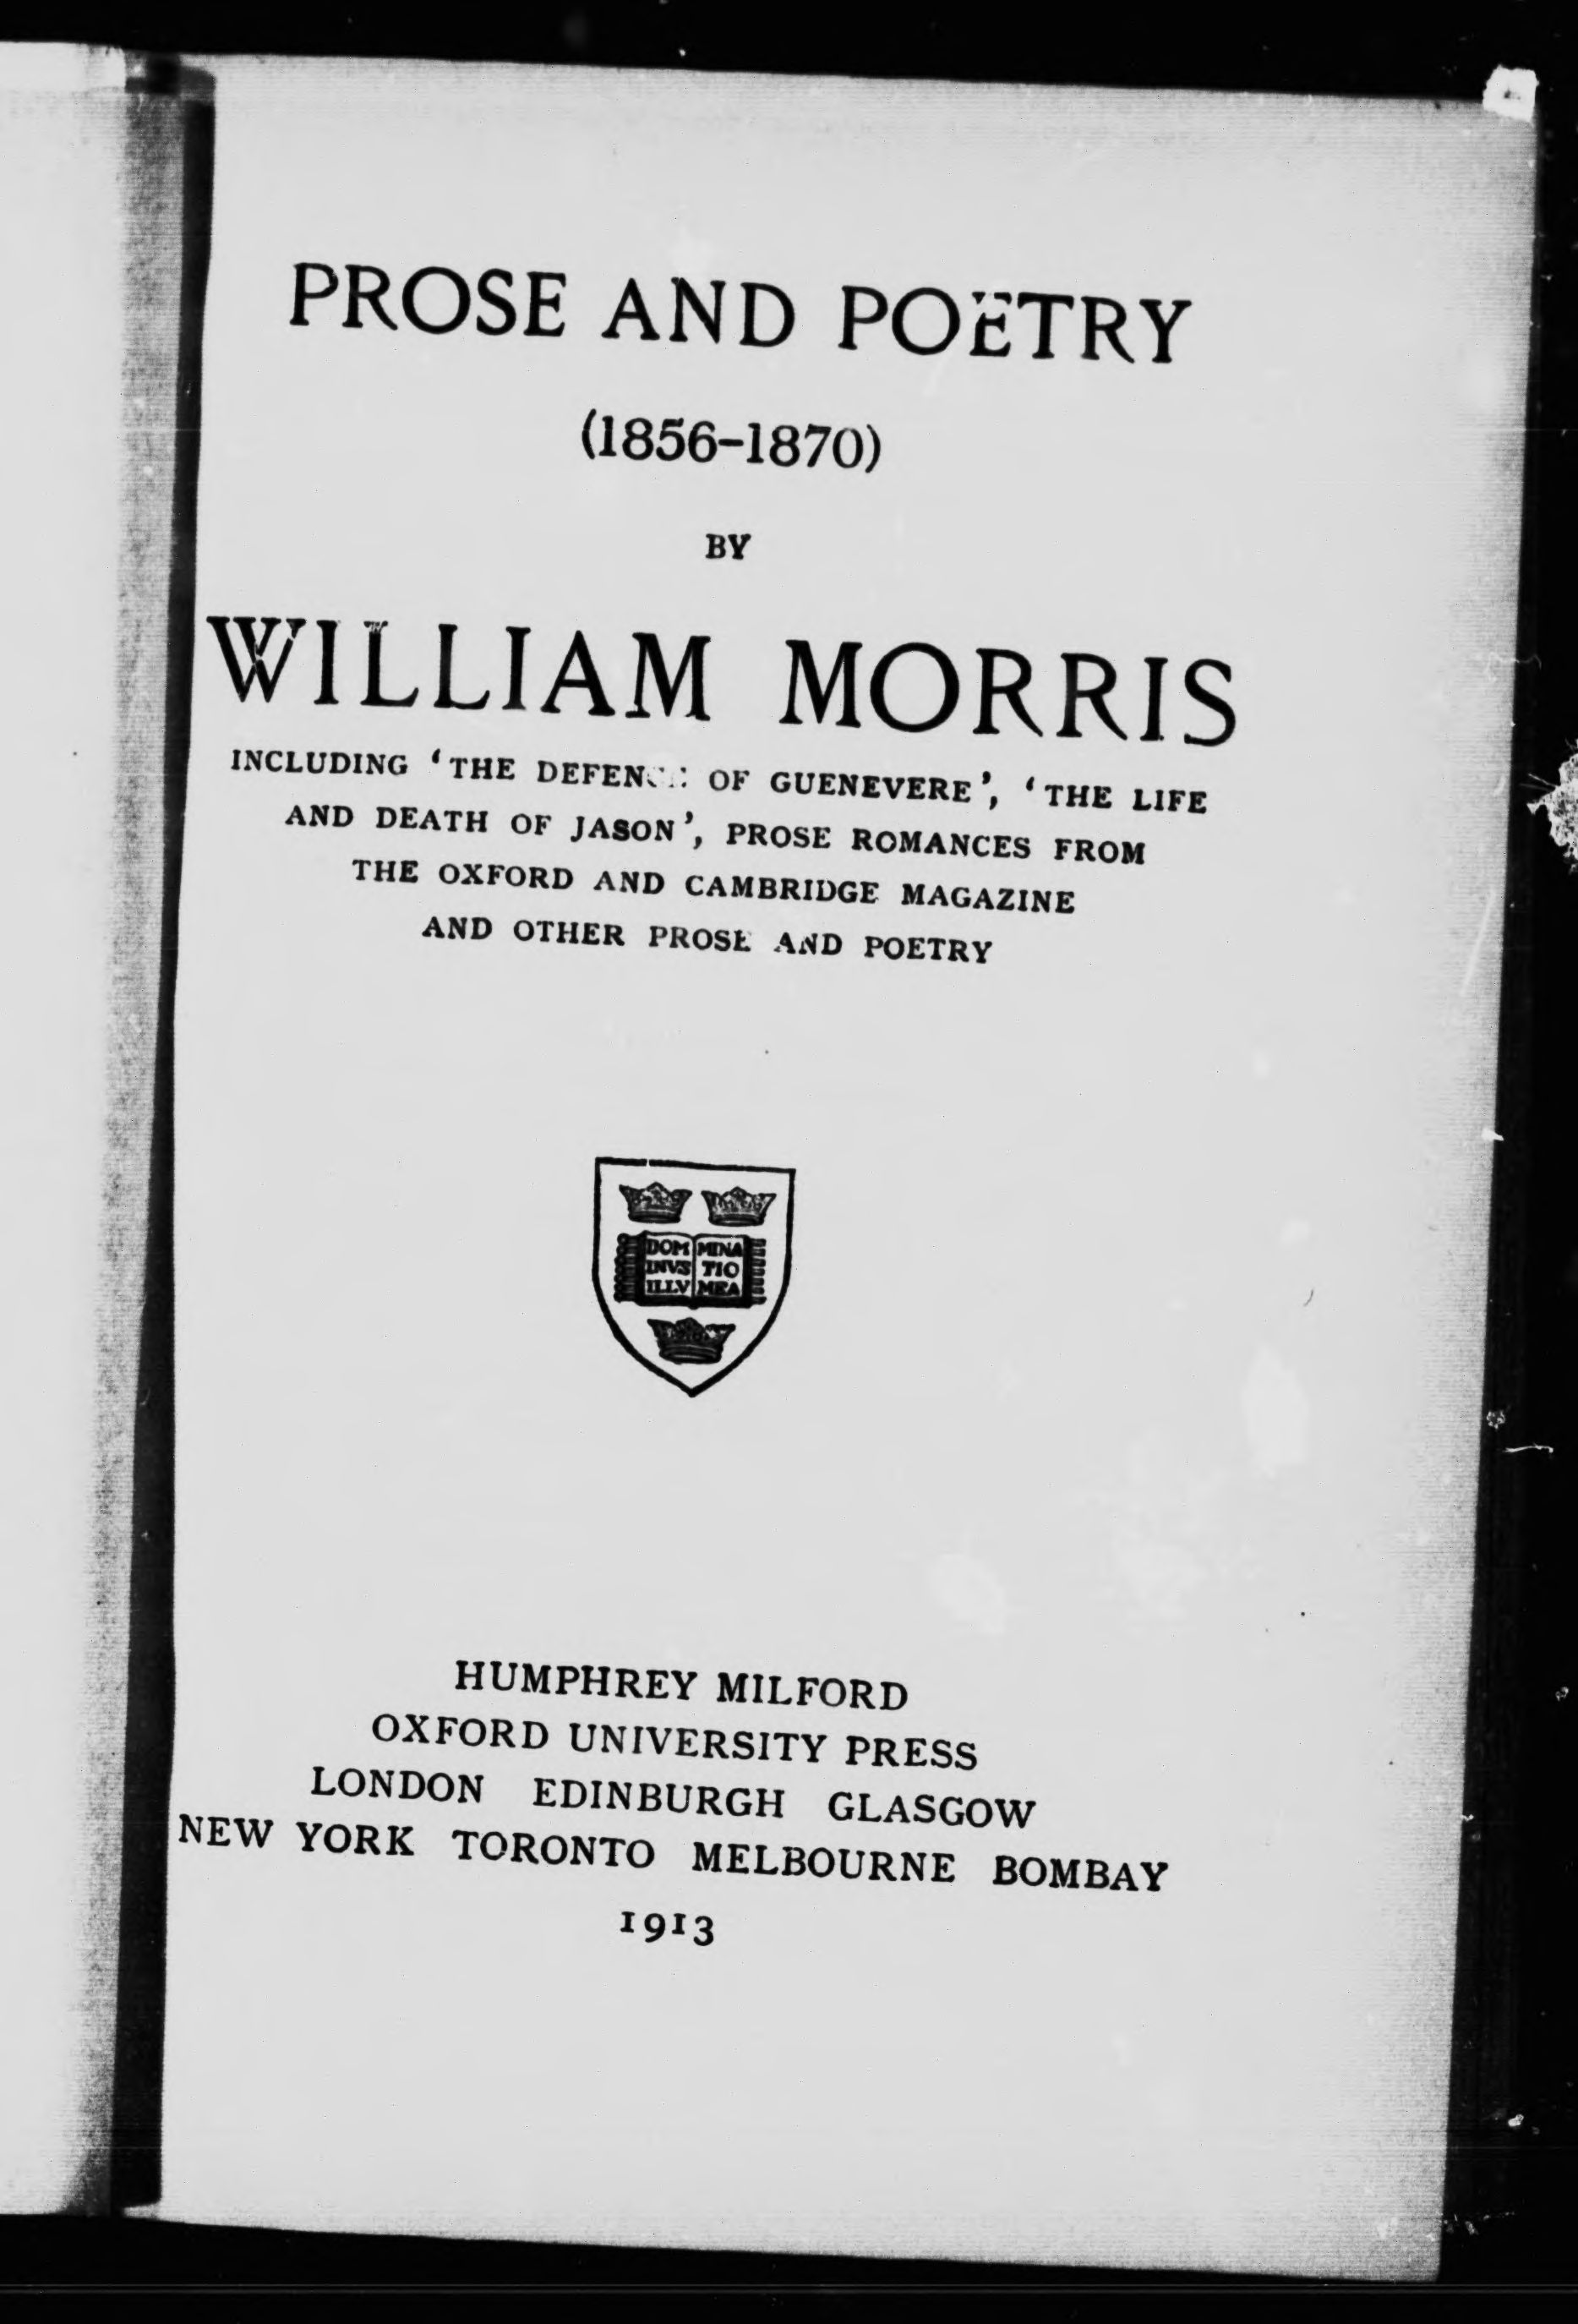 PROSE AND POËTRY
(1856-1870)
BY
WILLIAM MORRIS
INCLUDING ‘THE DEFENCE OF GUENEVERE’, ‘THE LIFE
AND DEATH OF JASON’, PROSE ROMANCES FROM
THE OXFORD AND CAMBRIDGE MAGAZINE
AND OTHER PROSE AND POETRY
DOM MINA
INVS TIO
ILLV MEA
HUMPHREY MILFORD
OXFORD UNIVERSITY PRESS
LONDON EDINBURGH GLASGOW
NEW YORK TORONTO MELBOURNE BOMBAY
1913